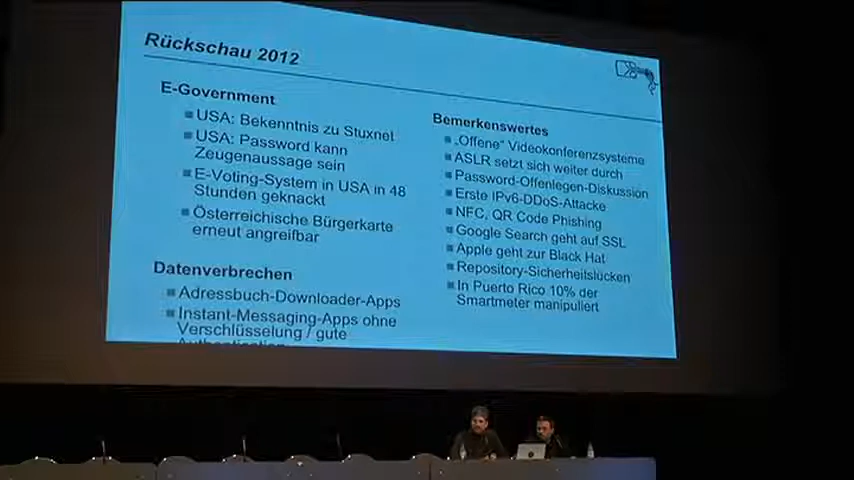 Rückschau 2012
E-Government
USA: Bekenntnis zu Stuxnet
USA: Password kann
Zeugenaussage sein
E-Voting-System in USA in 48
Stunden geknackt
Österreichische Bürgerkarte
erneut angreifbar
Datenverbrechen
Adressbuch-Downloader-Apps
Instant-Messaging-Apps ohne
Verschlüsselung / gute
Bemerkenswertes
„Offene“ Videokonferenzsysteme
ASLR setzt sich weiter durch
Password-Offenlegen-Diskussion
Erste IPv6-DDoS-Attacke
NFC, QR Code Phishing
Google Search geht auf SSL
Apple geht zur Black Hat
Repository-Sicherheitslücken
In Puerto Rico 10% der
Smartmeter manipuliert